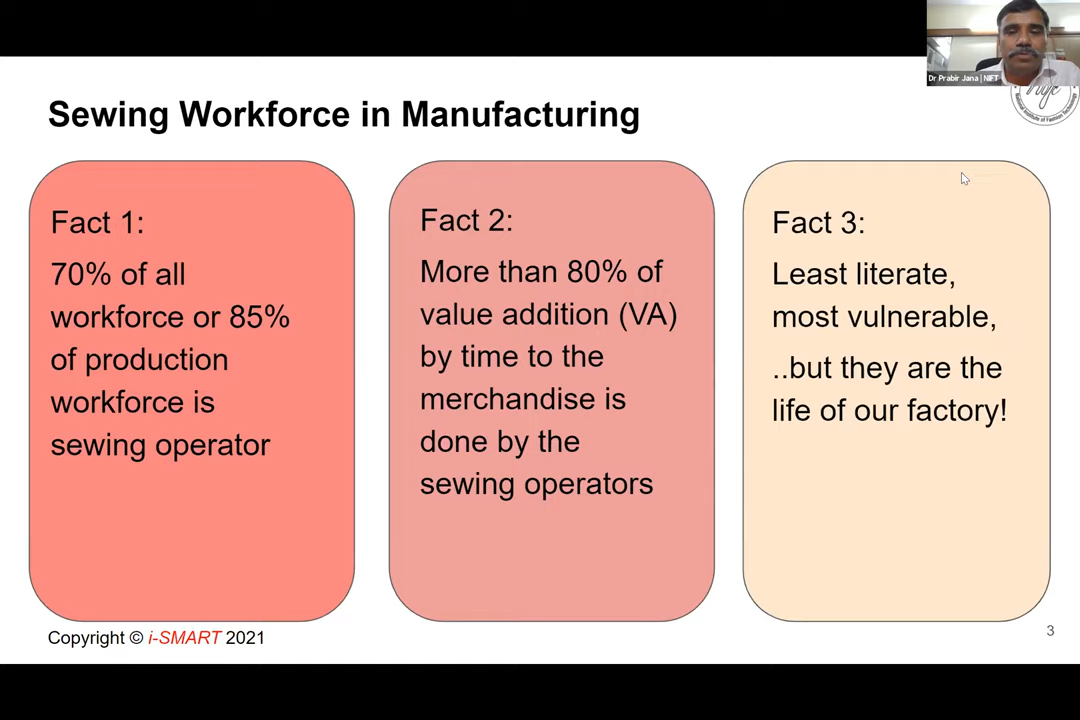 Dr Prabir Jana | NIFT
Sewing Workforce in Manufacturing
Fact 1:
70% of all
workforce or 85%
of production
workforce is
sewing operator
Fact 2:
More than 80% of
value addition (VA)
by time to the
merchandise is
done by the
sewing operators
Fact 3:
Least literate,
most vulnerable,
..but they are the
life of our factory!
Copyright © i-SMART 2021
3